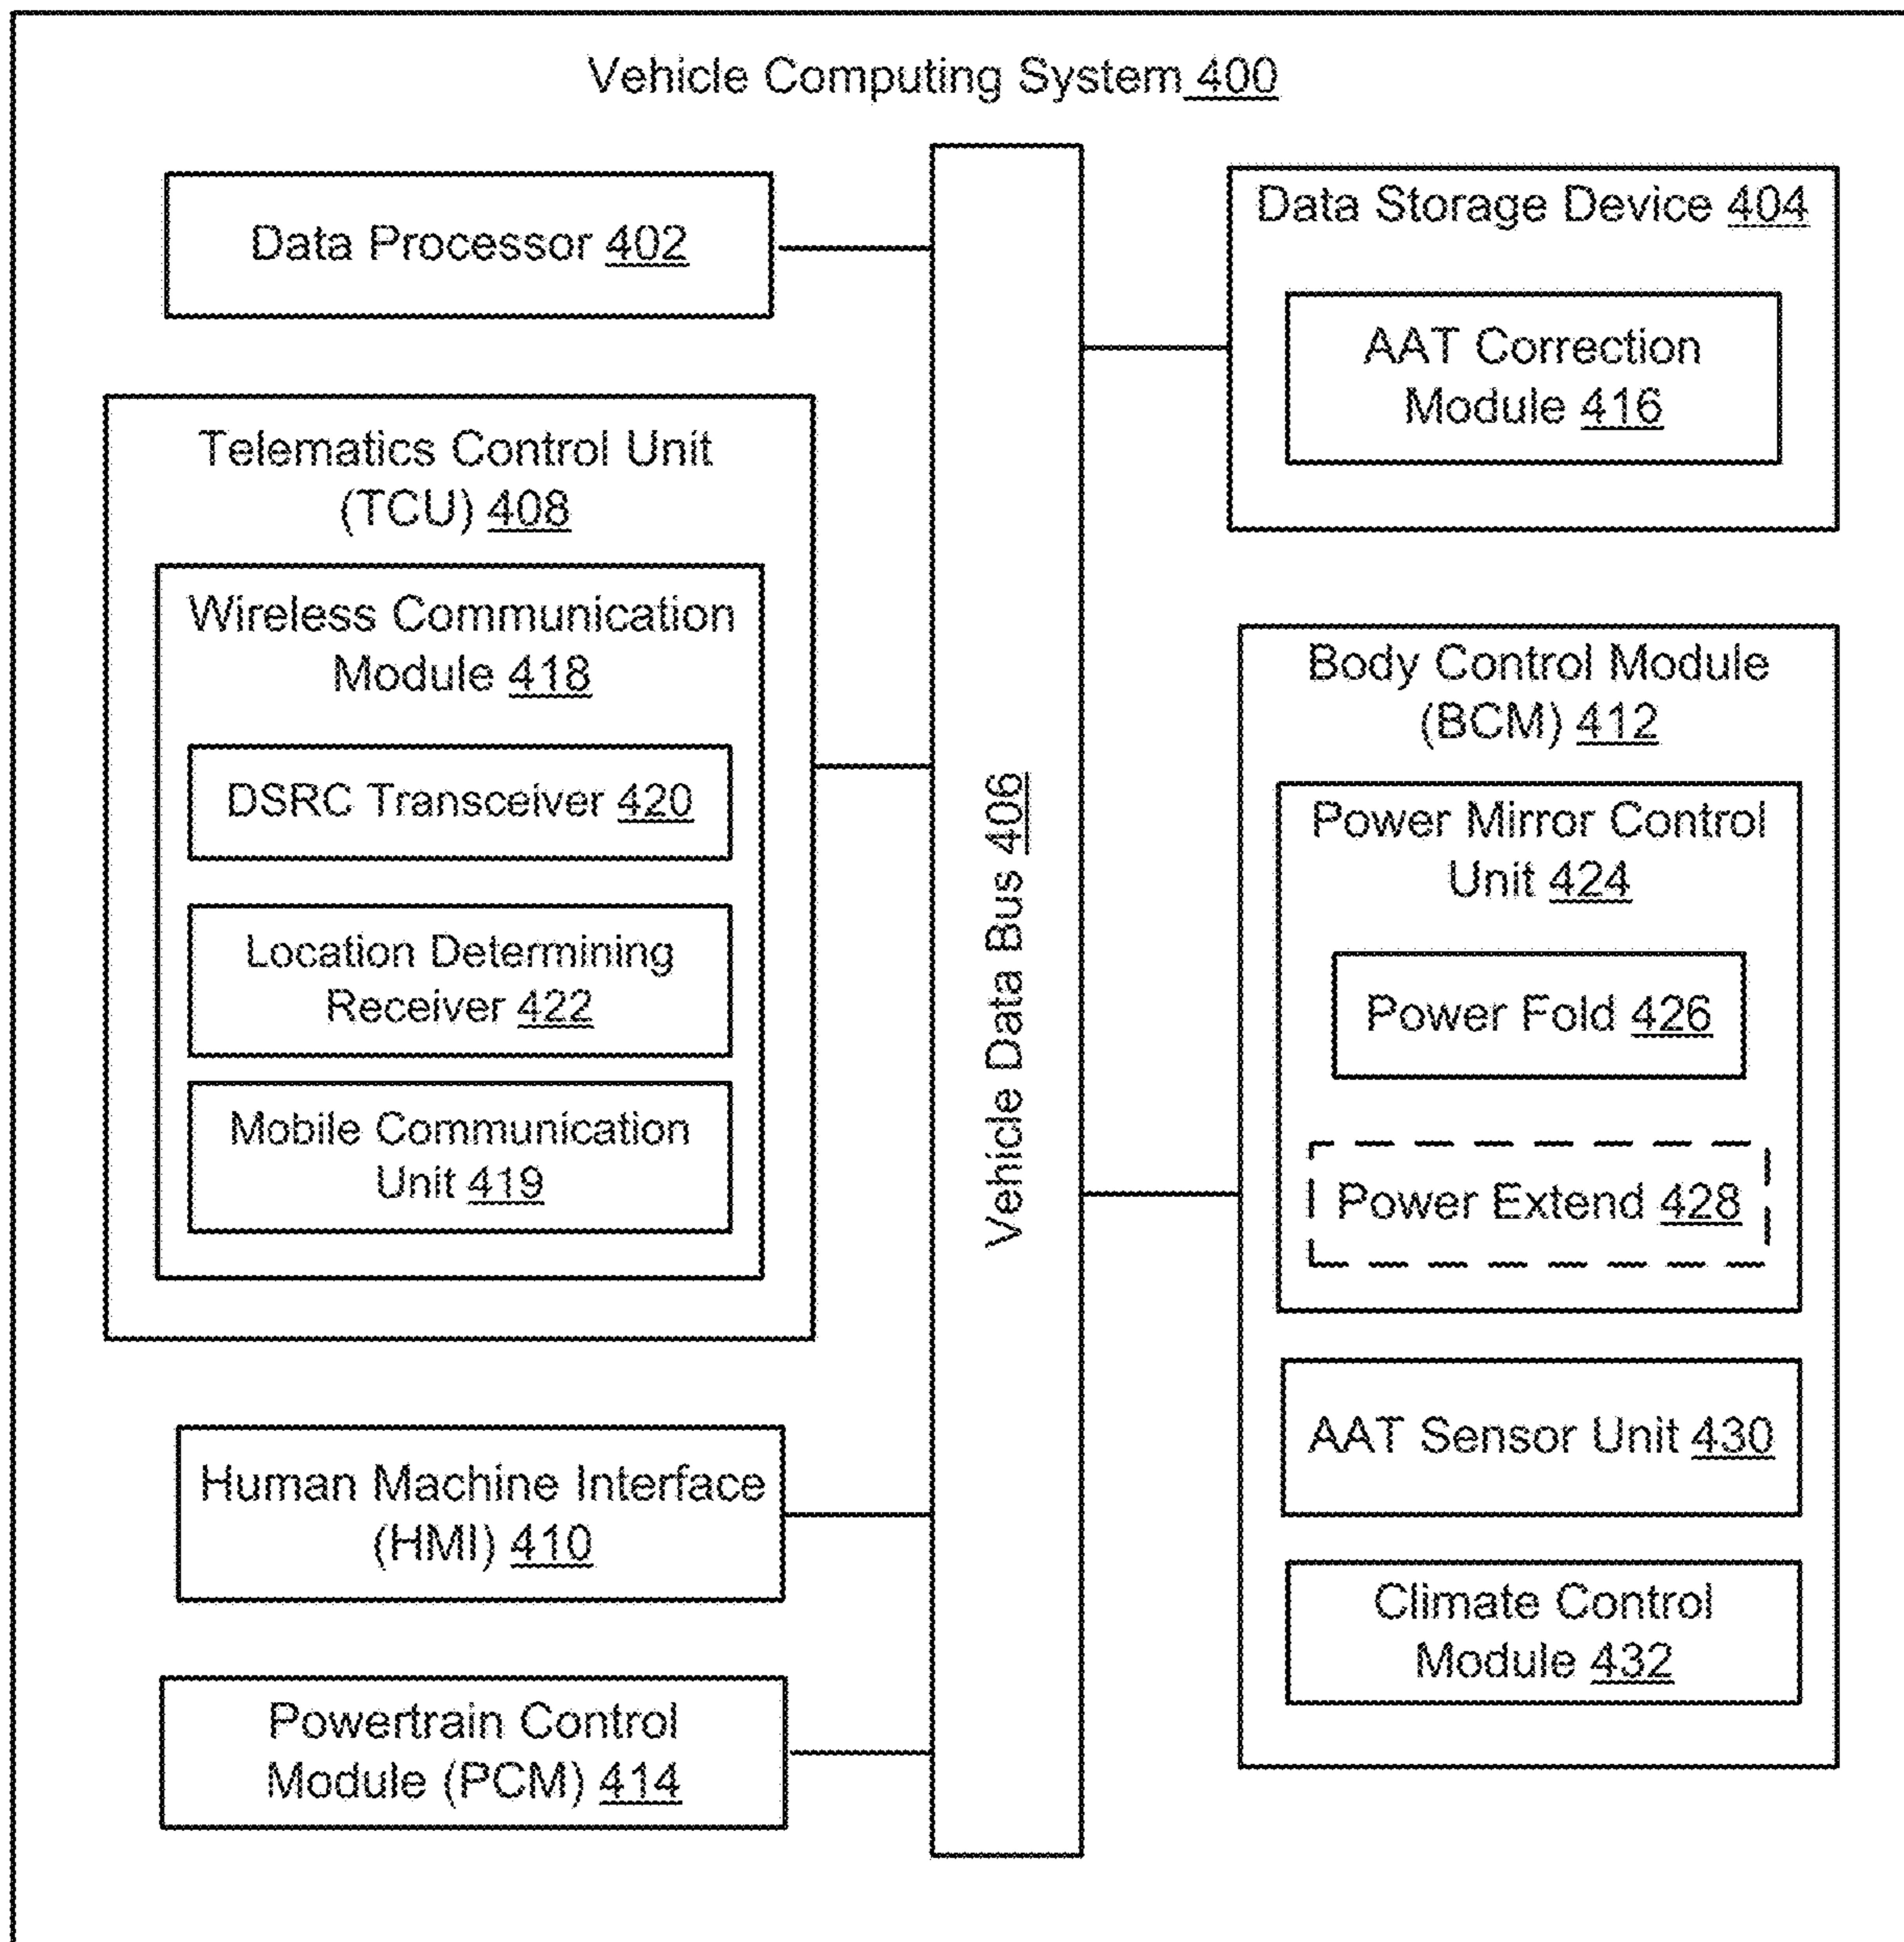 Vehicle Computing System 400
Data Processor 402
Telematics Control Unit
(TCU) 408
Wireless Communication
Module 418
DSRC Transceiver 420
Location Determining
Receiver 422
Mobile Communication
Unit 419
Human Machine Interface
(HMI) 410
Powertrain Control
Module (PCM) 414
Vehicle Data Bus 406
Data Storage Device 404
AAT Correction
Module 416
Body Control Module
(BCM) 412
Power Mirror Control
Unit 424
Power Fold 426
Power Extend 428
AAT Sensor Unit 430
Climate Control
Module 432